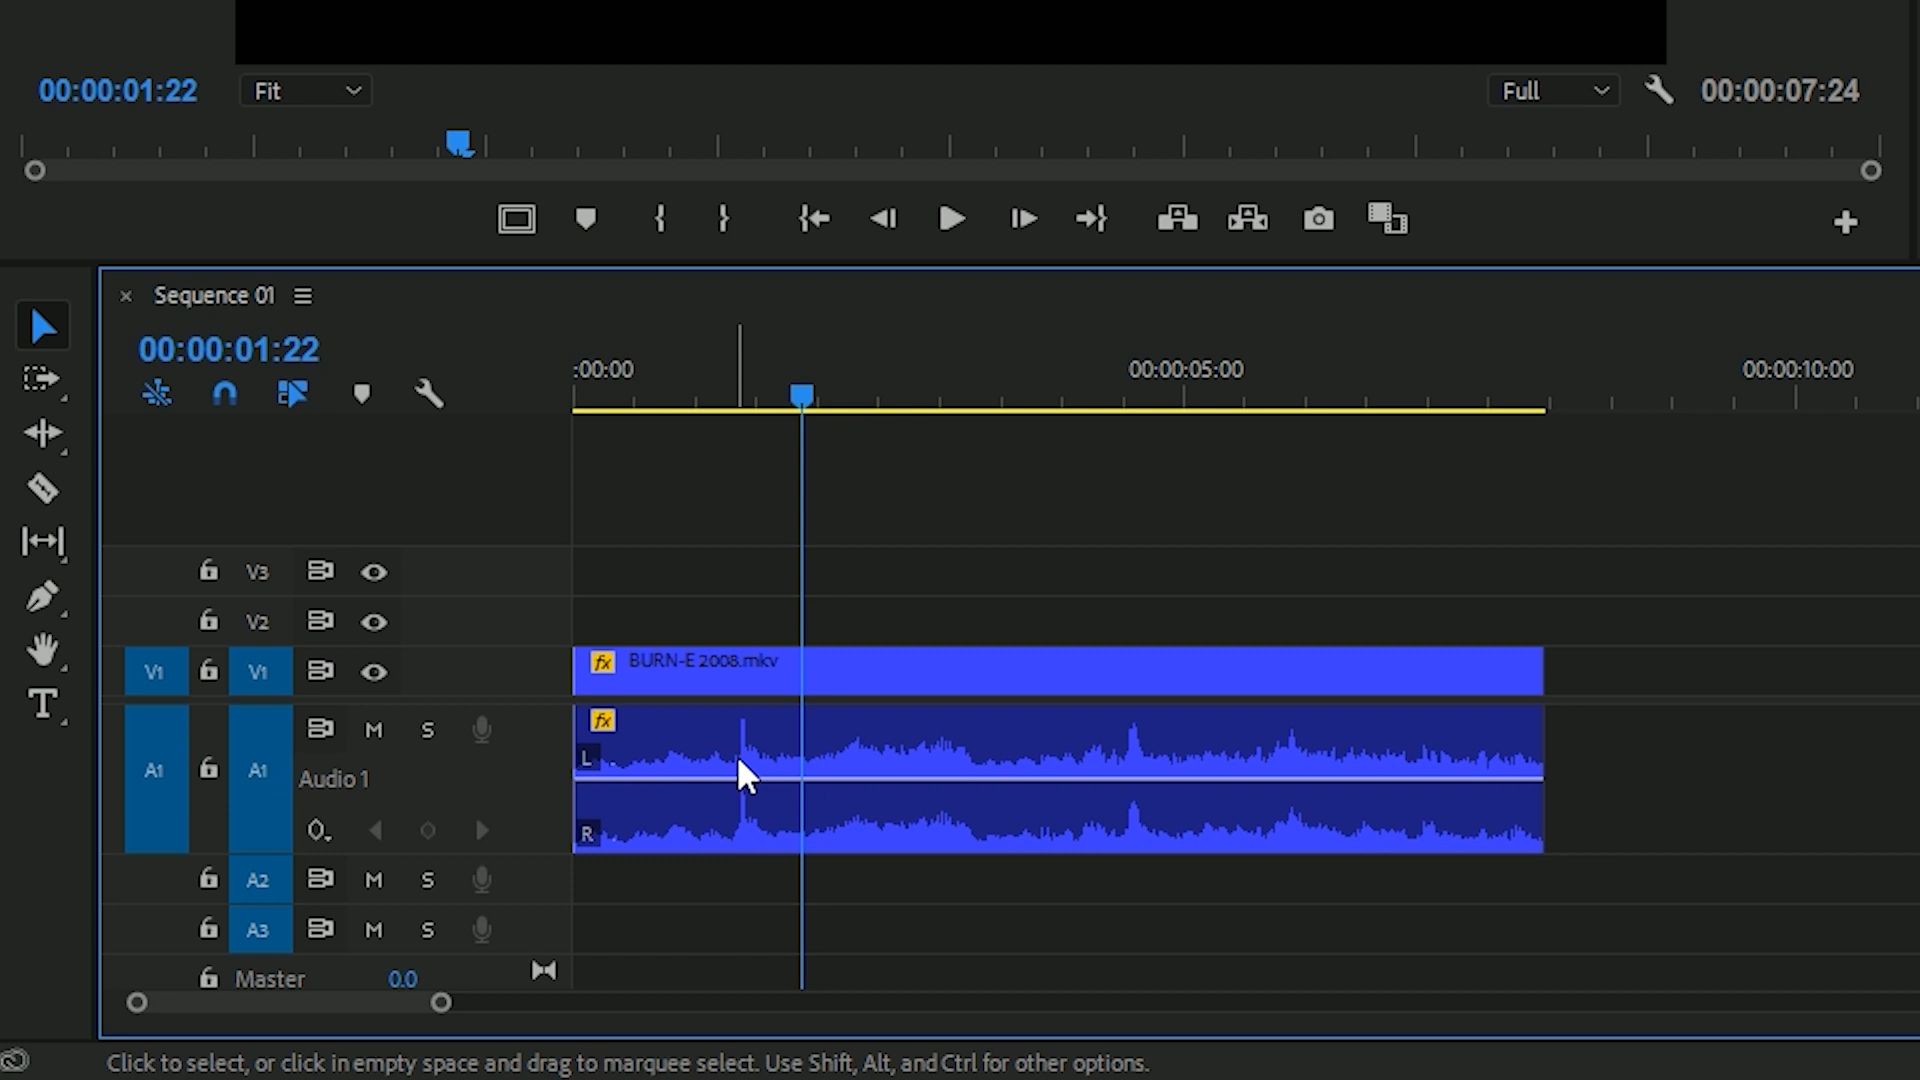 00:00:01:22 Fit Full 00:00:07:24
Sequence 01
00:00:01:22
:00:00 00:00:05:00 00:00:10:00
V3
V2
V1 V1 fx BURN-E 2008.mkv
M S fx
A1 A1 L
Audio 1
R
A2 M S
A3 M S
Master 0.0
T
Click to select, or click in empty space and drag to marquee select. Use Shift, Alt, and Ctrl for other options.